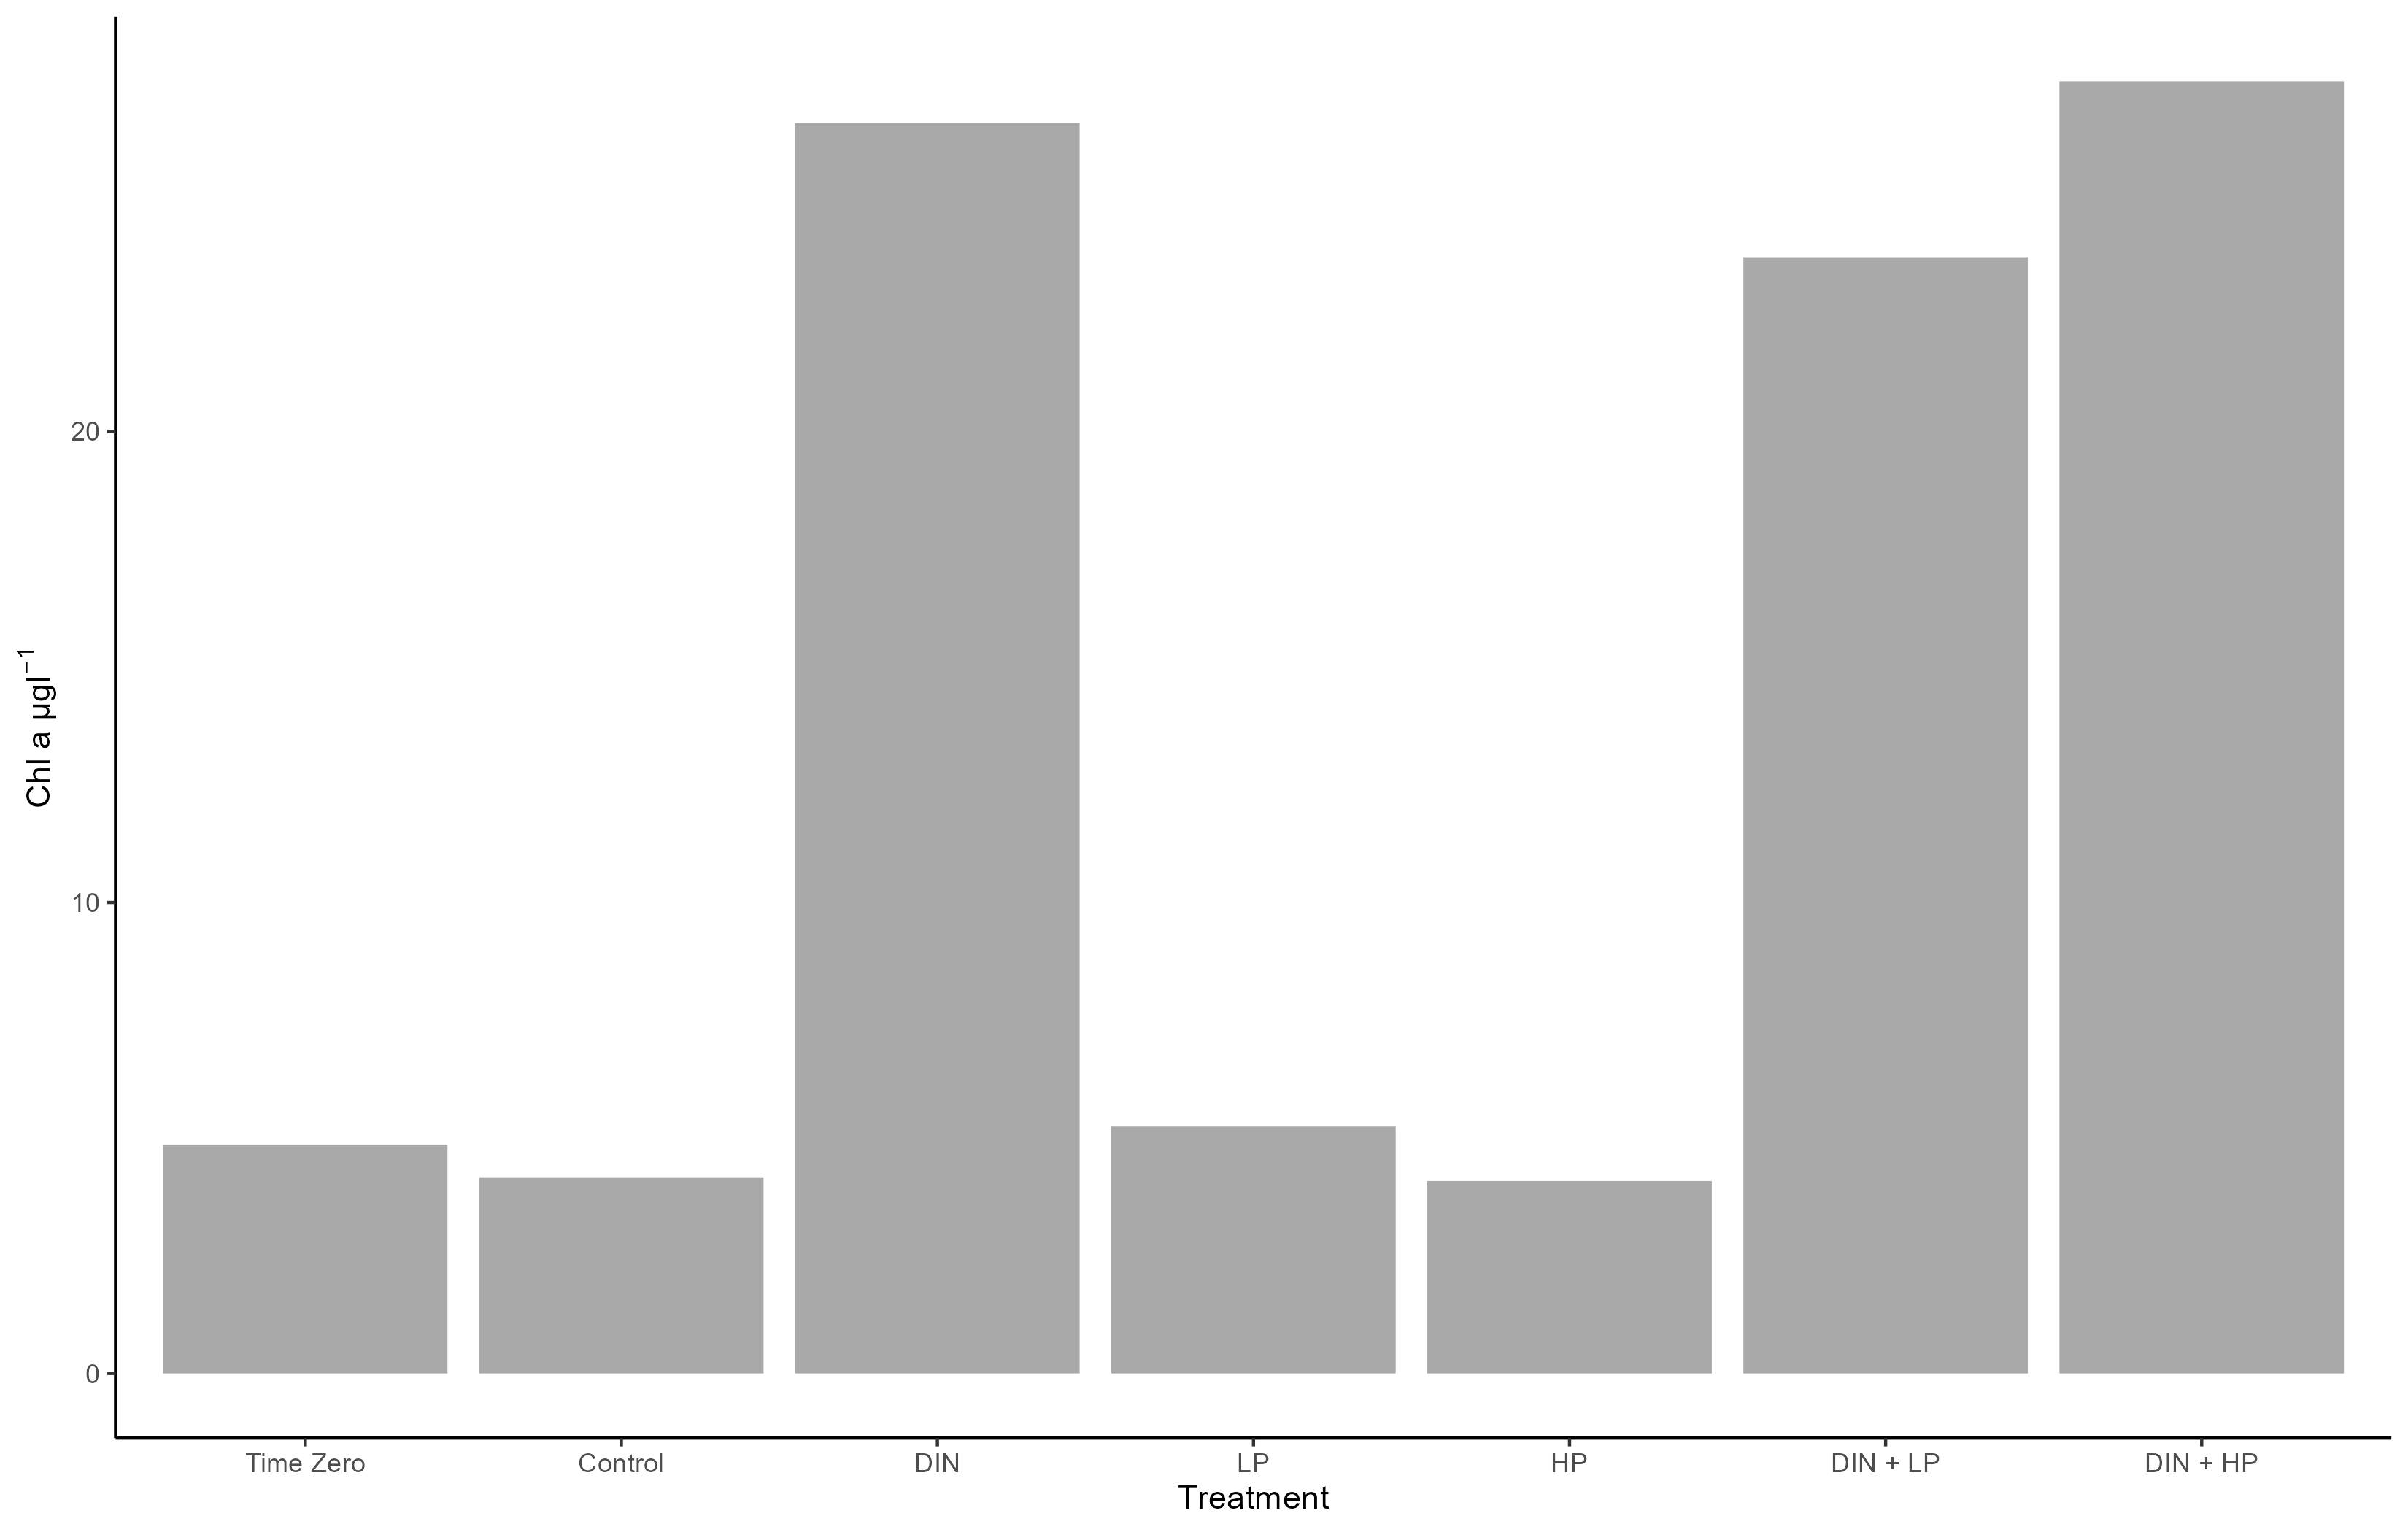 Chl a µgl⁻¹
20
10
0
Time Zero Control DIN LP HP DIN + LP DIN + HP
Treatment